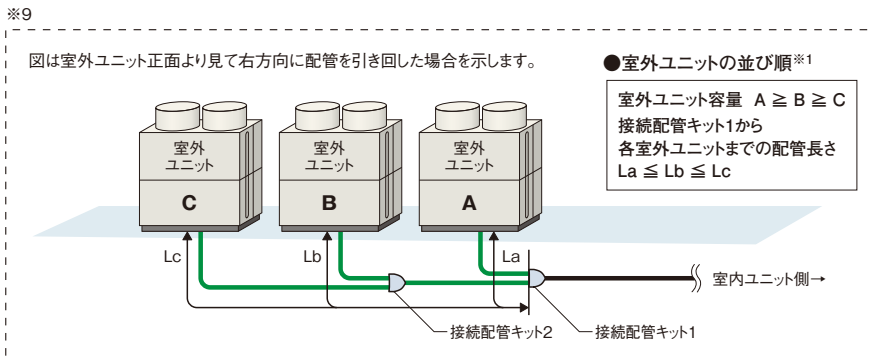 ※9
図は室外ユニット正面より見て右方向に配管を引き回した場合を示します。
●室外ユニットの並び順※1
室外ユニット容量 A ≧ B ≧ C
接続配管キット1から
各室外ユニットまでの配管長さ
La ≦ Lb ≦ Lc
室外
ユニット
C
室外
ユニット
B
室外
ユニット
A
Lc
Lb
La
室内ユニット側→
接続配管キット2
接続配管キット1